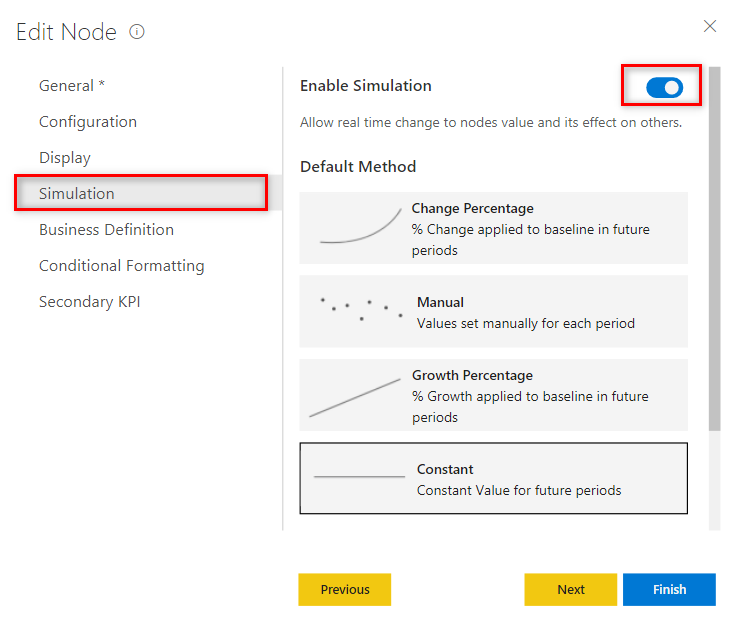 Edit Node
General *
Configuration
Display
Simulation
Business Definition
Conditional Formatting
Secondary KPI
Enable Simulation
Allow real time change to nodes value and its effect on others.
Default Method
Change Percentage
% Change applied to baseline in future
periods
Manual
Values set manually for each period
Growth Percentage
% Growth applied to baseline in future
periods
Constant
Constant Value for future periods
Previous
Next
Finish